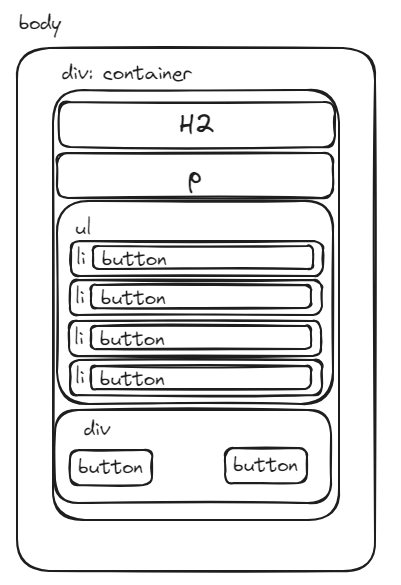 body
div: container
H2
p
ul
li button
li button
li button
li button
div
button button